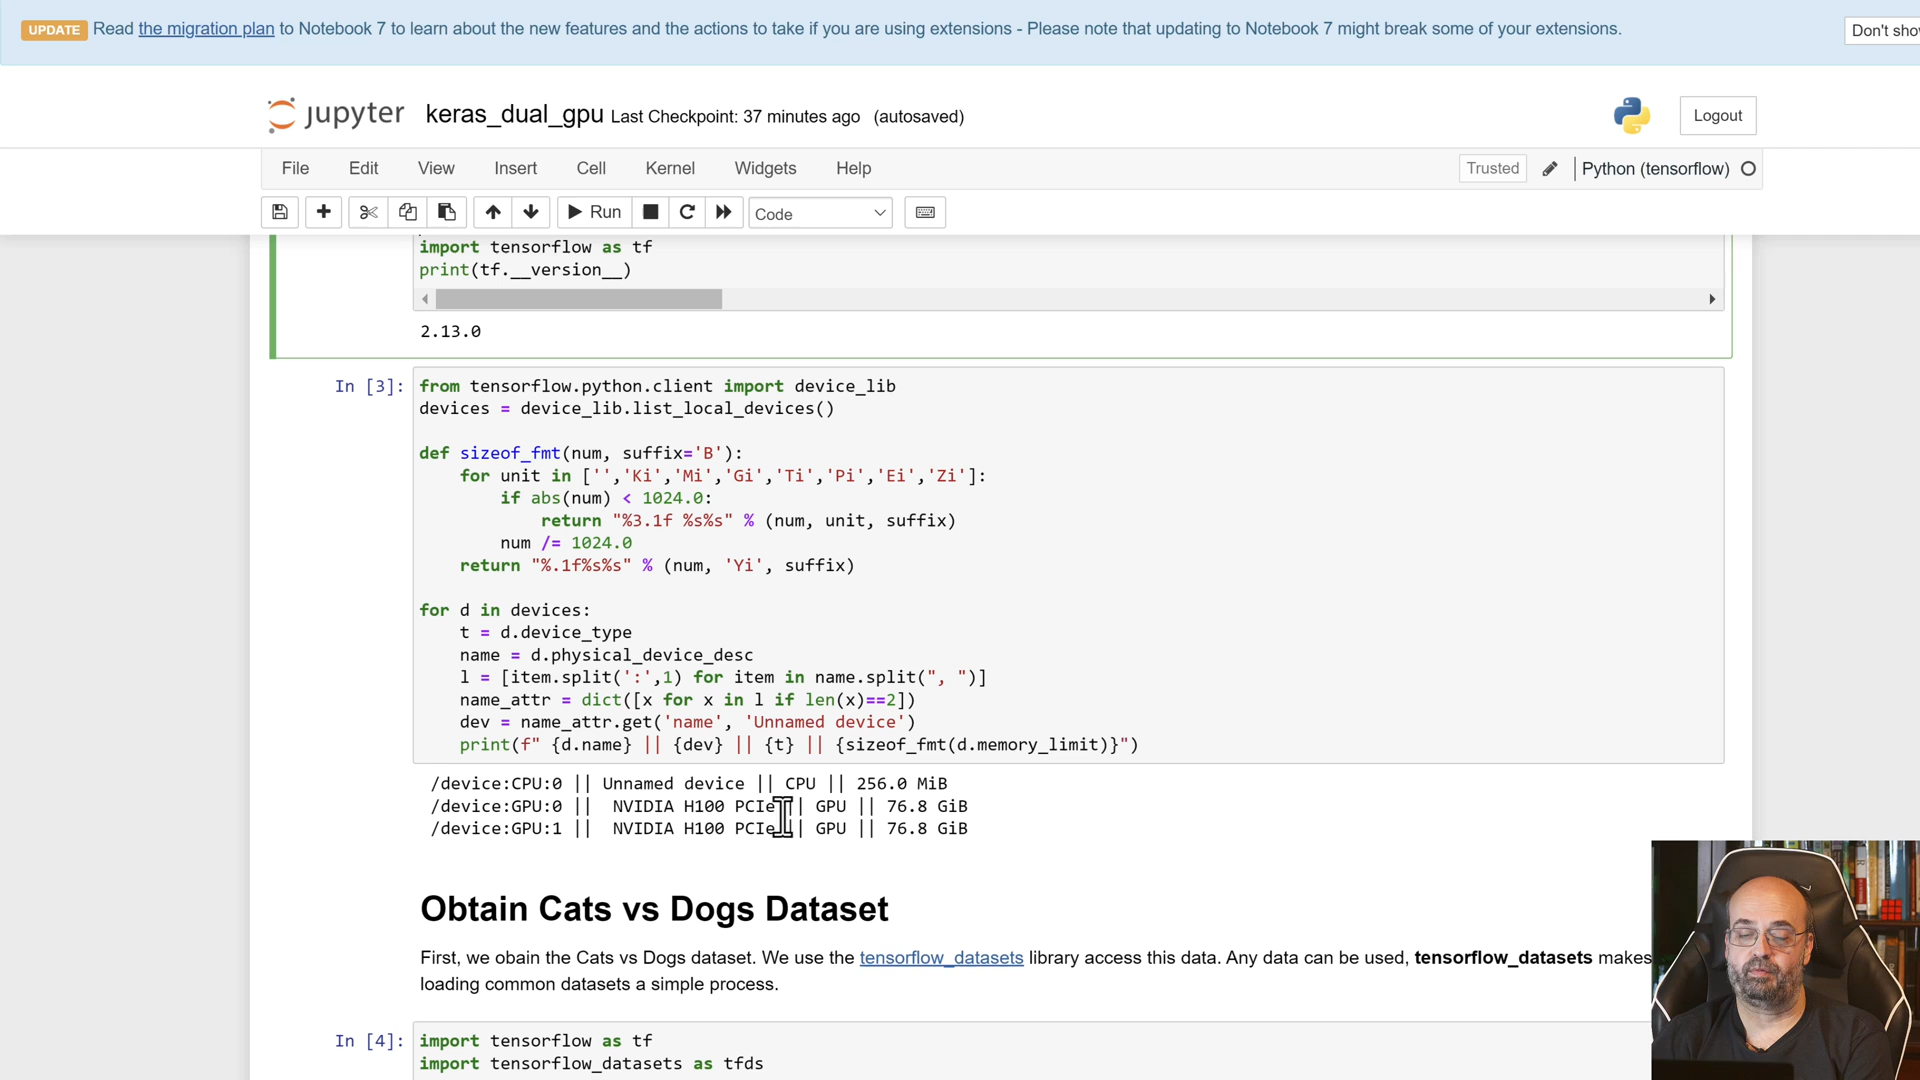 UPDATE Read the migration plan to Notebook 7 to learn about the new features and the actions to take if you are using extensions - Please note that updating to Notebook 7 might break some of your extensions.
Don't sho
jupyter keras_dual_gpu Last Checkpoint: 37 minutes ago (autosaved)
Logout
File Edit View Insert Cell Kernel Widgets Help
Trusted
Python (tensorflow)
Run
Code
import tensorflow as tf
print(tf.__version__)
2.13.0
In [3]: from tensorflow.python.client import device_lib
devices = device_lib.list_local_devices()
def sizeof_fmt(num, suffix='B'):
for unit in ['','Ki','Mi','Gi','Ti','Pi','Ei','Zi']:
if abs(num) < 1024.0:
return "%3.1f %s%s" % (num, unit, suffix)
num /= 1024.0
return "%.1f%s%s" % (num, 'Yi', suffix)
for d in devices:
t = d.device_type
name = d.physical_device_desc
l = [item.split(':',1) for item in name.split(", ")]
name_attr = dict([x for x in l if len(x)==2])
dev = name_attr.get('name', 'Unnamed device')
print(f" {d.name} || {dev} || {t} || {sizeof_fmt(d.memory_limit)}")
/device:CPU:0 || Unnamed device || CPU || 256.0 MiB
/device:GPU:0 || NVIDIA H100 PCIe || GPU || 76.8 GiB
/device:GPU:1 || NVIDIA H100 PCIe || GPU || 76.8 GiB
Obtain Cats vs Dogs Dataset
First, we obain the Cats vs Dogs dataset. We use the tensorflow_datasets library access this data. Any data can be used, tensorflow_datasets makes
loading common datasets a simple process.
In [4]: import tensorflow as tf
import tensorflow_datasets as tfds